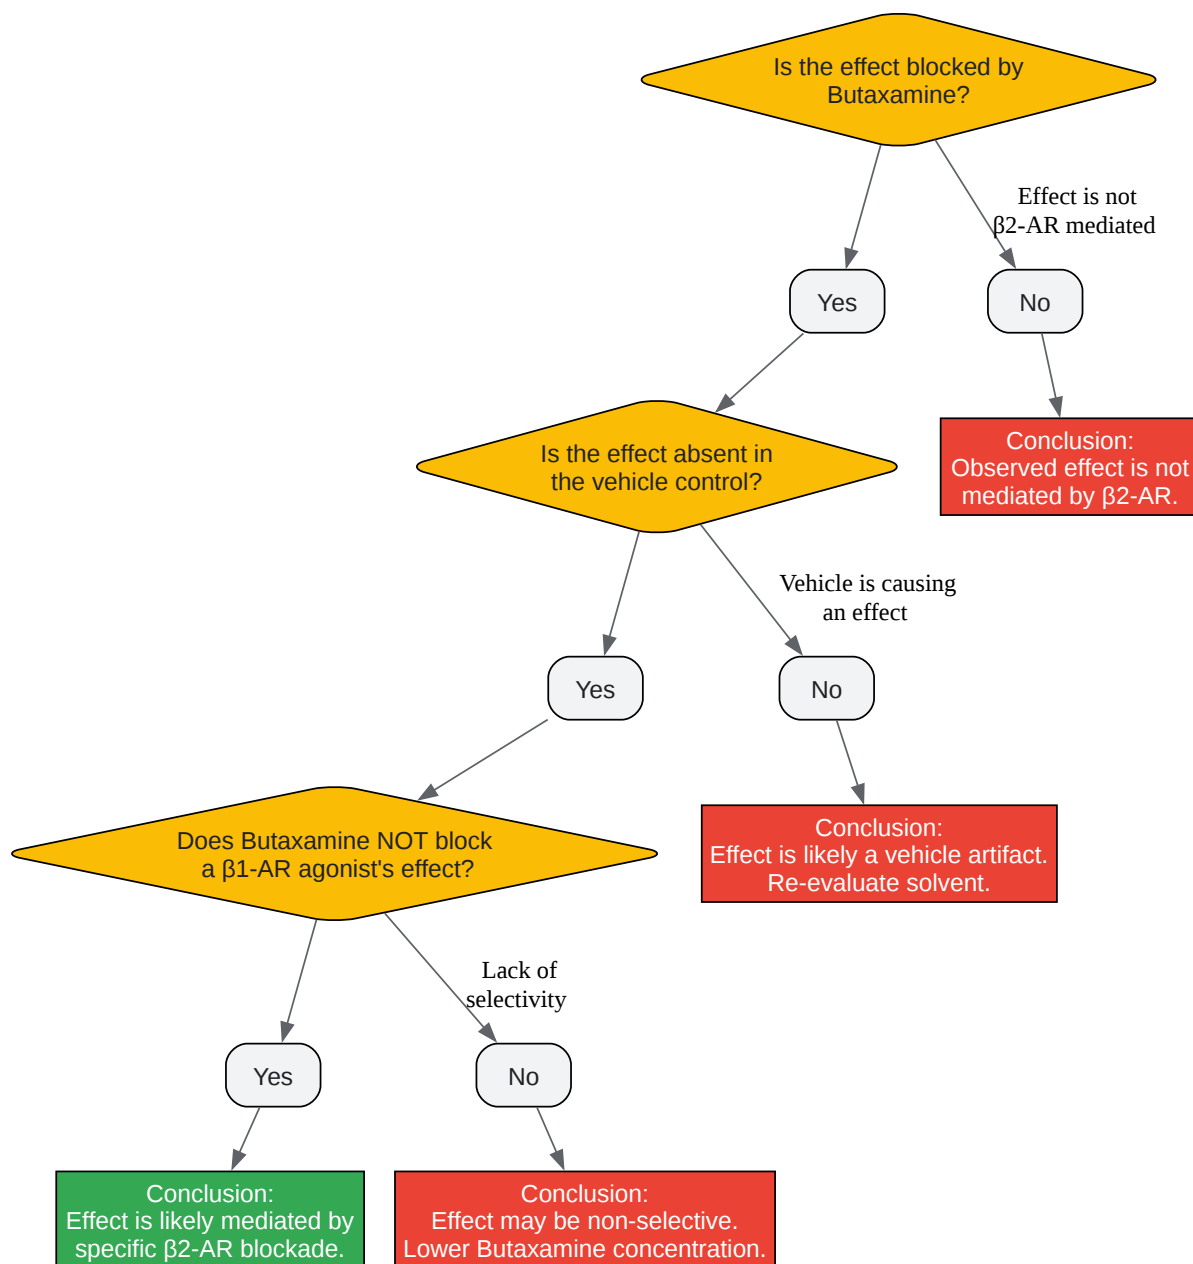 Is the effect blocked by
Butaxamine?
Effect is not
β2-AR mediated
Yes
No
Conclusion:
Observed effect is not
mediated by β2-AR.
Is the effect absent in
the vehicle control?
Vehicle is causing
an effect
Yes
No
Conclusion:
Effect is likely a vehicle artifact.
Re-evaluate solvent.
Does Butaxamine NOT block
a β1-AR agonist's effect?
Lack of
selectivity
Yes
No
Conclusion:
Effect is likely mediated by
specific β2-AR blockade.
Conclusion:
Effect may be non-selective.
Lower Butaxamine concentration.